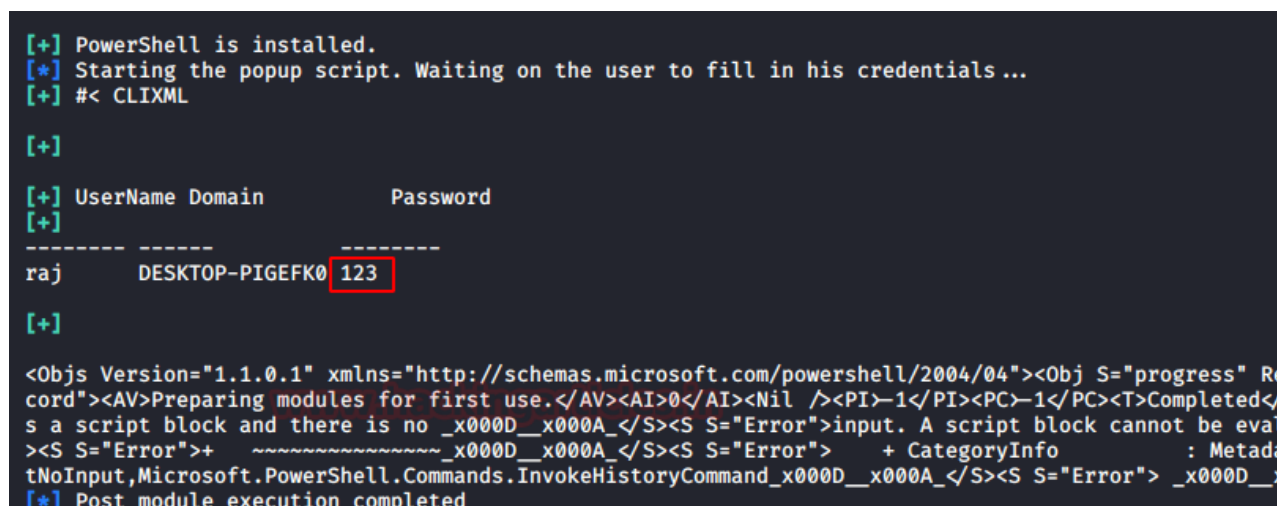 [+] PowerShell is installed.
[*] Starting the popup script. Waiting on the user to fill in his credentials ...
[+] #< CLIXML
[+]
[+] UserName Domain Password
[+]
-------- ------ --------
raj DESKTOP-PIGEFK0 123
[+]
<Objs Version="1.1.0.1" xmlns="http://schemas.microsoft.com/powershell/2004/04"><Obj S="progress" Re
cord"><AV>Preparing modules for first use.</AV><AI>0</AI><Nil /><PI>-1</PI><PC>-1</PC><T>Completed</
s a script block and there is no _x000D__x000A_</S><S S="Error">input. A script block cannot be eval
><S S="Error">+ ~~~~~~~~~~~~~~~_x000D__x000A_</S><S S="Error"> + CategoryInfo : Metada
tNoInput,Microsoft.PowerShell.Commands.InvokeHistoryCommand_x000D__x000A_</S><S S="Error"> _x000D__x
[*] Post module execution completed